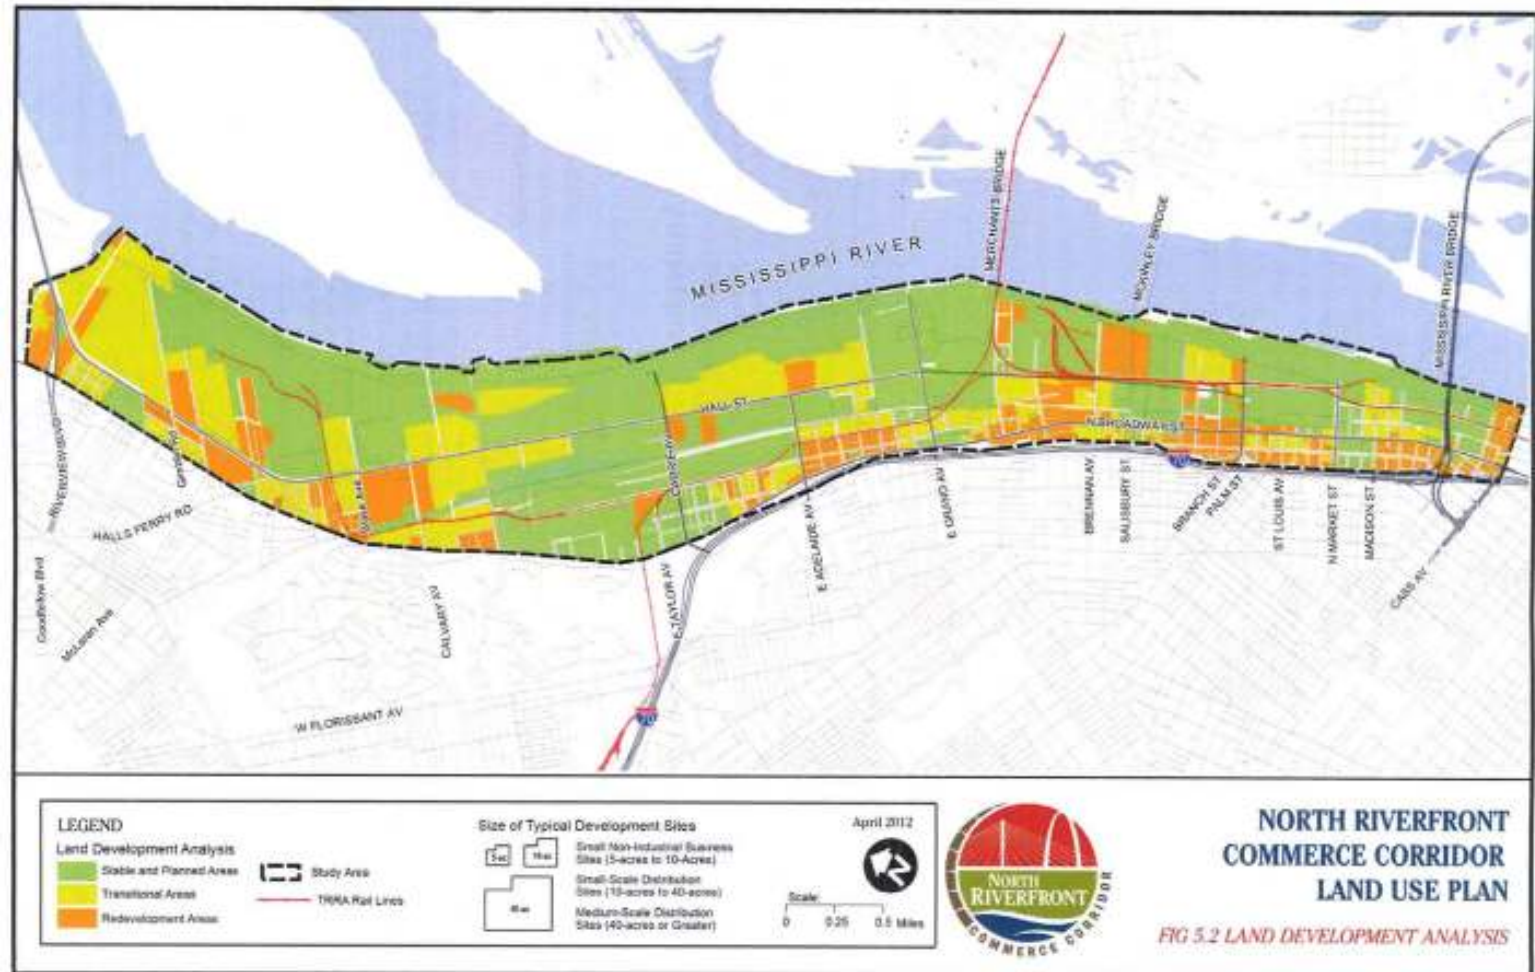 MISSISSIPPI RIVER
MERCHANTS BRIDGE
MCKINLEY BRIDGE
MISSISSIPPI RIVER BRIDGE
HALL ST
N BROADWAY ST
RIVERVIEW BLVD
HALLS FERRY RD
Goodfellow Blvd
McLaran Ave
CALVARY AV
W FLORISSANT AV
CARRIE AV
E TAYLOR AV
70
E ADELAIDE AV
E GRAND AV
BRENNAN AV
SALISBURY ST
70
BRANCH ST
PALM ST
ST LOUIS AV
N MARKET ST
MADISON ST
CASS AV
LEGEND
Land Development Analysis
Stable and Planned Areas
Transitional Areas
Redevelopment Areas
Study Area
TRRA Rail Lines
Size of Typical Development Sites
Small Non-Industrial Business
Sites (5-acres to 10-Acres)
Small-Scale Distribution
Sites (10-acres to 40-acres)
Medium-Scale Distribution
Sites (40-acres or Greater)
April 2012
N
Scale:
0 0.25 0.5 Miles
NORTH
RIVERFRONT
COMMERCE CORRIDOR
NORTH RIVERFRONT
COMMERCE CORRIDOR
LAND USE PLAN
FIG 5.2 LAND DEVELOPMENT ANALYSIS